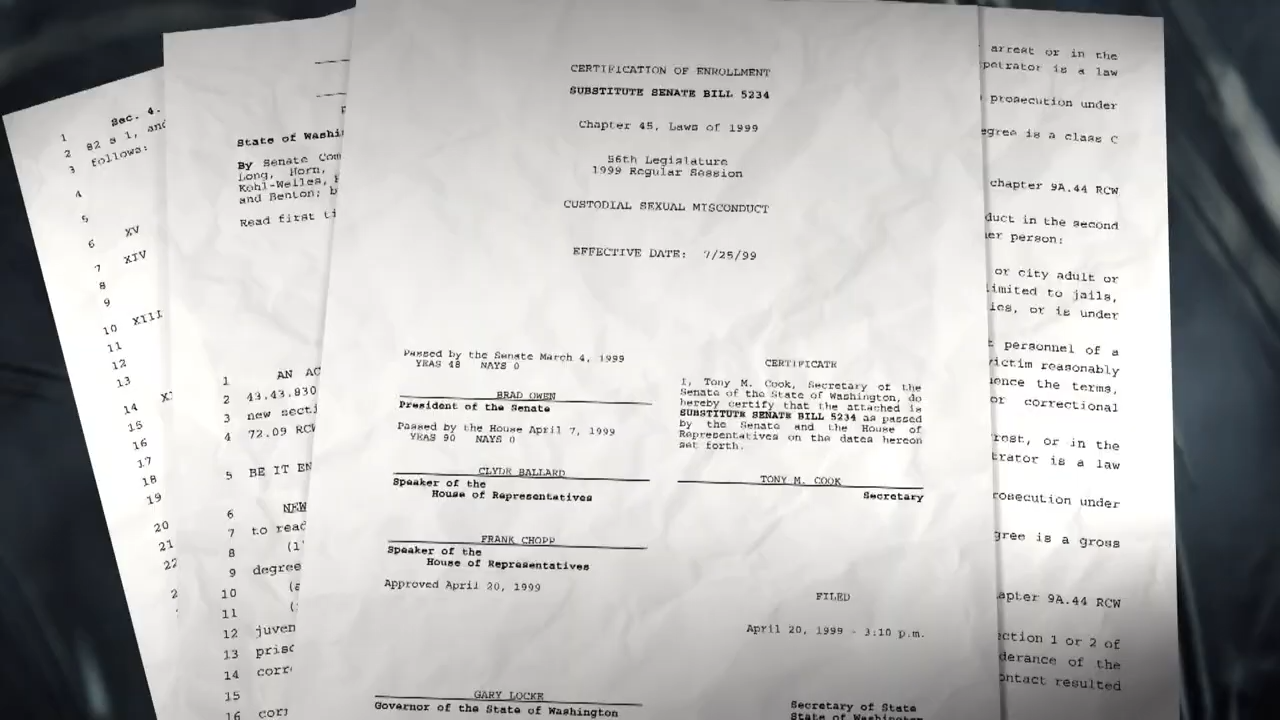 1 Sec. 4.
2 82 s 1, and
3 follows:
4
5
6 XV
7 XIV
8
9
10 XIII
11
12
13
14
15
16
17
18
19
20
21
22
State of Washi
By Senate Com
Long, Horn,
Kohl-Welles,
and Benton; b
Read first ti
1 AN AC
2 43.43.830
3 new secti
4 72.09 RCW
5 BE IT EN
6 NEW
7 to read
8 (1
9 degree
10 (a
11
12 juven
13 priso
14 corr
15
16 cor
CERTIFICATION OF ENROLLMENT
SUBSTITUTE SENATE BILL 5234
Chapter 45, Laws of 1999
56th Legislature
1999 Regular Session
CUSTODIAL SEXUAL MISCONDUCT
EFFECTIVE DATE: 7/25/99
Passed by the Senate March 4, 1999
YEAS 48 NAYS 0
BRAD OWEN
President of the Senate
Passed by the House April 7, 1999
YEAS 90 NAYS 0
CLYDE BALLARD
Speaker of the
House of Representatives
FRANK CHOPP
Speaker of the
House of Representatives
Approved April 20, 1999
GARY LOCKE
Governor of the State of Washington
CERTIFICATE
I, Tony M. Cook, Secretary of the
Senate of the State of Washington, do
hereby certify that the attached is
SUBSTITUTE SENATE BILL 5234 as passed
by the Senate and the House of
Representatives on the dates hereon
set forth.
TONY M. COOK
Secretary
FILED
April 20, 1999 - 3:10 p.m.
Secretary of State
State of Washington
arrest or in the
petrator is a law
prosecution under
egree is a class C
chapter 9A.44 RCW
duct in the second
her person:
or city adult or
limited to jails,
ies, or is under
personnel of a
victim reasonably
uence the terms,
or correctional
rest, or in the
trator is a law
rosecution under
gree is a gross
apter 9A.44 RCW
ection 1 or 2 of
derance of the
ontact resulted